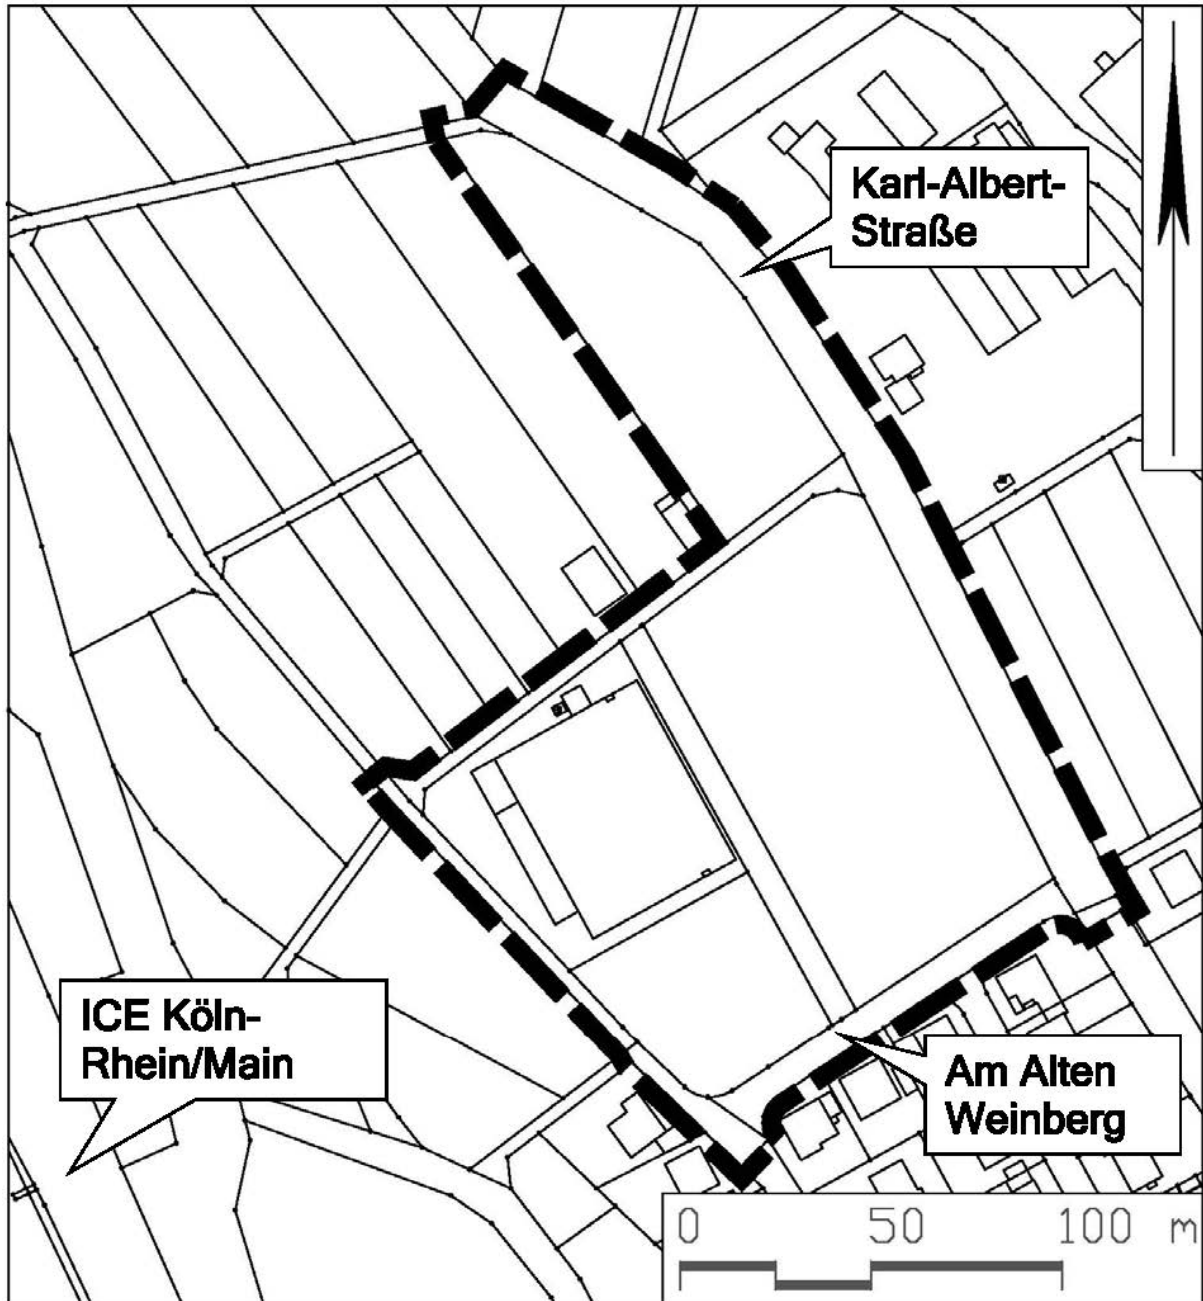 Karl-Albert-
Straße
ICE Köln-
Rhein/Main
Am Alten
Weinberg
0 50 100 m